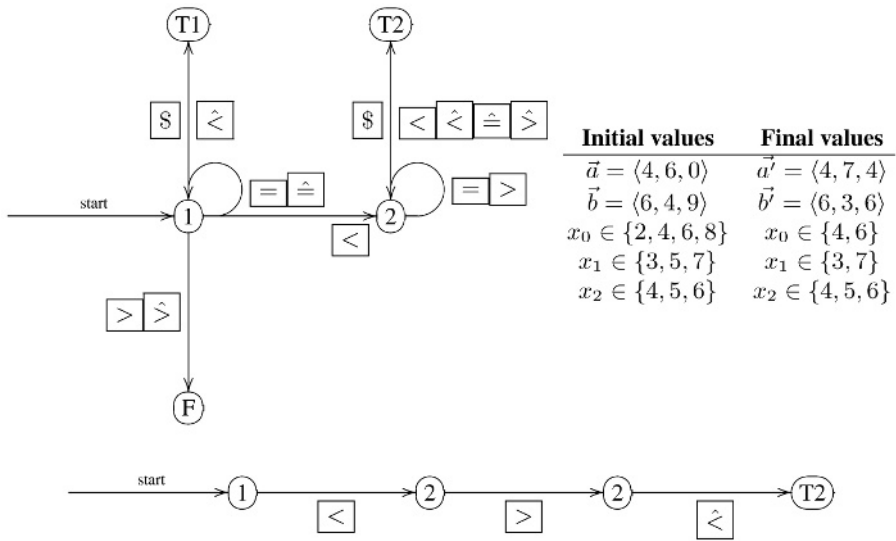 T1 T2
$ <̂ $ < <̂ =̂ >̂
Initial values Final values
= =̂ = >
a⃗ = ⟨4, 6, 0⟩ a⃗′ = ⟨4, 7, 4⟩
start 1 2
b⃗ = ⟨6, 4, 9⟩ b⃗′ = ⟨6, 3, 6⟩
<
x₀ ∈ {2, 4, 6, 8} x₀ ∈ {4, 6}
x₁ ∈ {3, 5, 7} x₁ ∈ {3, 7}
x₂ ∈ {4, 5, 6} x₂ ∈ {4, 5, 6}
> >̂
F
start 1 2 2 T2
< > <̂